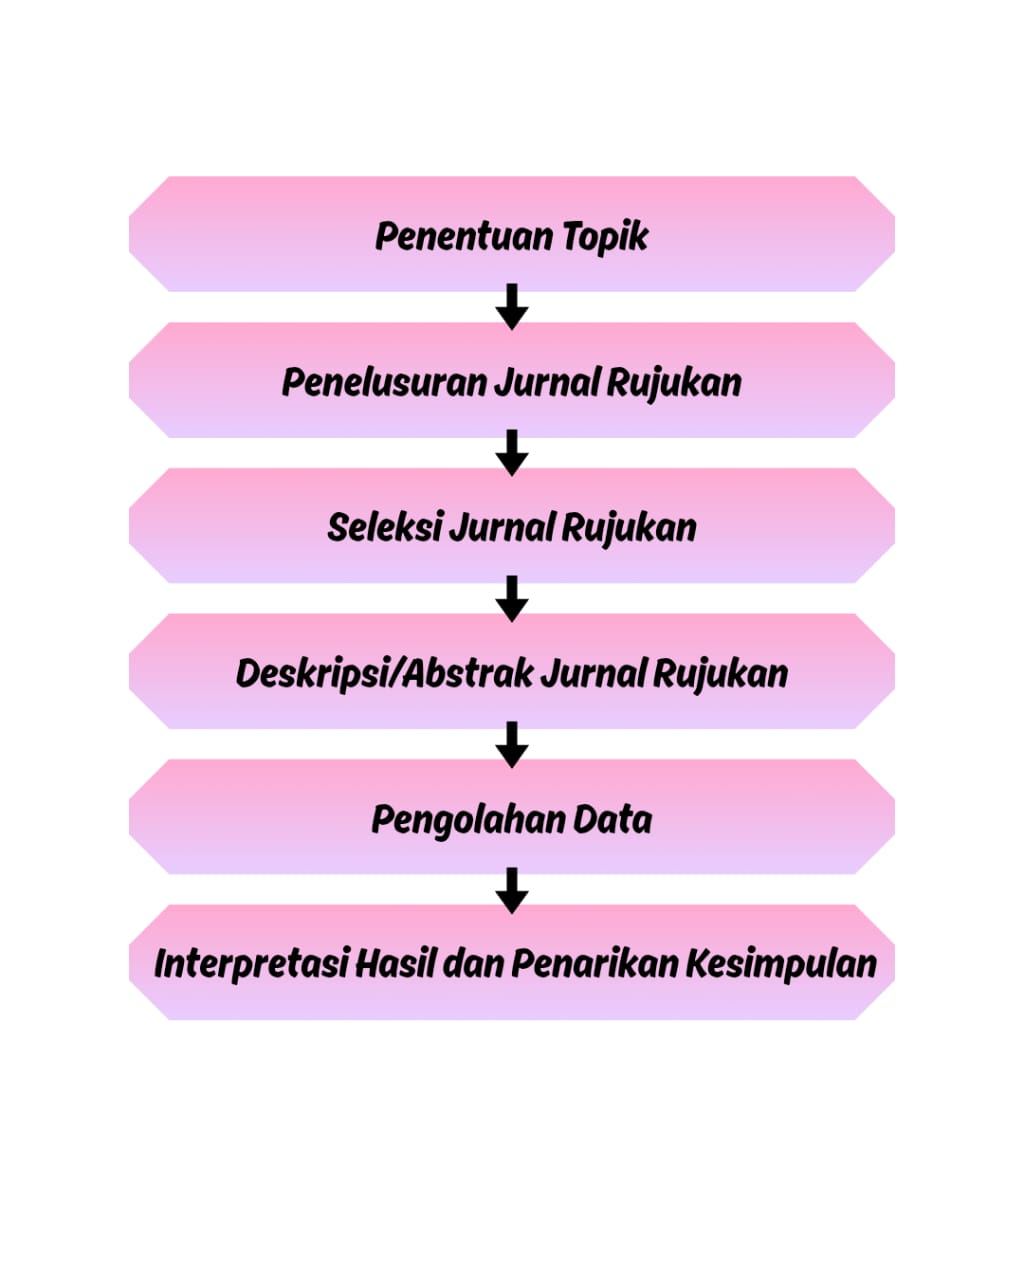 Penentuan Topik
Penelusuran Jurnal Rujukan
Seleksi Jurnal Rujukan
Deskripsi/Abstrak Jurnal Rujukan
Pengolahan Data
Interpretasi Hasil dan Penarikan Kesimpulan